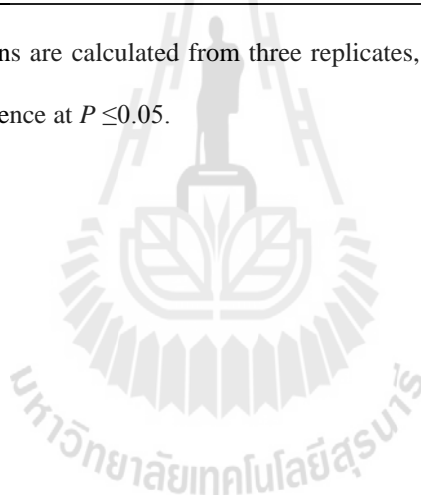 ns are calculated from three replicates,
ence at P ≤0.05.
มหาวิทยาลัยเทคโนโลยีสุรนารี